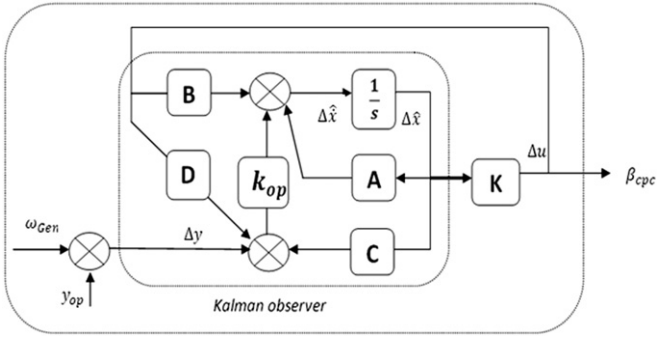 B
1
s
Δx̂̇
Δx̂
D
k_op
A
K
Δu
β_cpc
ω_Gen
Δy
C
y_op
Kalman observer